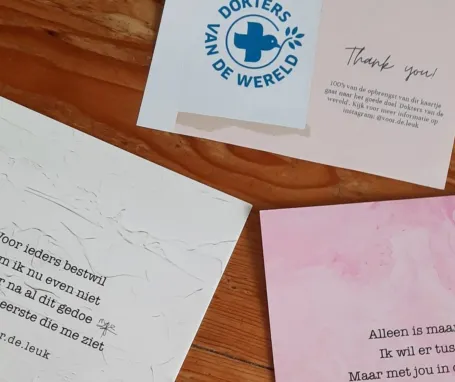 DOKTERS
VAN DE WERELD
Thank you!
100% van de opbrengst van dit kaartje
gaat naar het goede doel: Dokters van de
wereld. Kijk voor meer informatie op
instagram: @voor.de.leuk
oor ieders bestwil
m ik nu even niet
r na al dit gedoe
eerste die me ziet
r.de.leuk
Alleen is maar
Ik wil er tus
Maar met jou in d